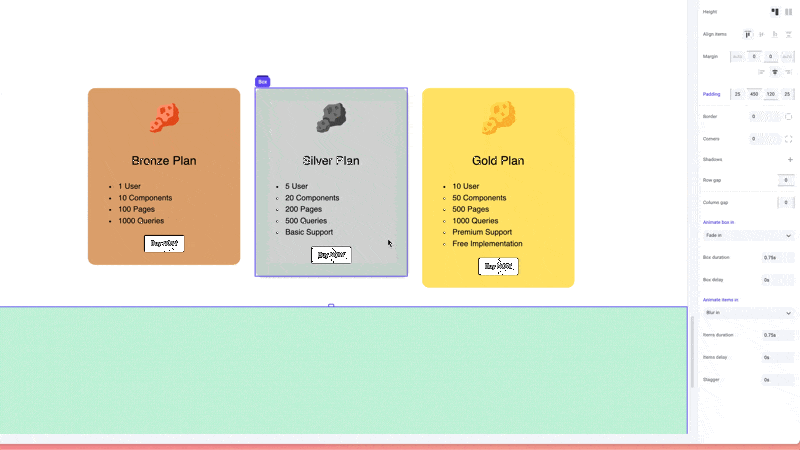 Box
Bronze Plan
1 User
10 Components
100 Pages
1000 Queries
Silver Plan
5 User
20 Components
200 Pages
500 Queries
Basic Support
Gold Plan
10 User
50 Components
500 Pages
1000 Queries
Premium Support
Free Implementation
Height
Align items
Margin
auto 0 0 auto
Padding
25 450 120 25
Border
0
Corners
0
Shadows
Row gap
0
Column gap
0
Animate box in
Fade in
Box duration
0.75s
Box delay
0s
Animate items in
Blur in
Items duration
0.75s
Items delay
0s
Stagger
0s